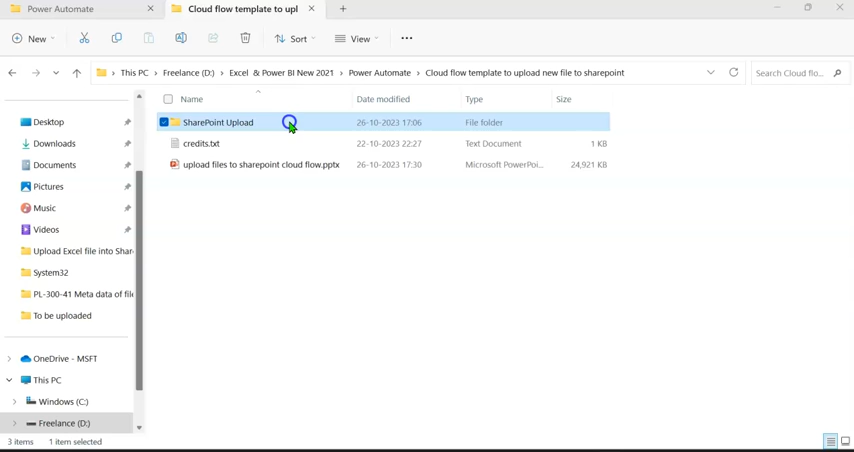 Power Automate
Cloud flow template to upl
New
Sort
View
This PC > Freelance (D:) > Excel & Power BI New 2021 > Power Automate > Cloud flow template to upload new file to sharepoint
Search Cloud flo...
Name Date modified Type Size
SharePoint Upload 26-10-2023 17:06 File folder
credits.txt 22-10-2023 22:27 Text Document 1 KB
upload files to sharepoint cloud flow.pptx 26-10-2023 17:30 Microsoft PowerPoi... 24,921 KB
Desktop
Downloads
Documents
Pictures
Music
Videos
Upload Excel file into Shar
System32
PL-300-41 Meta data of file
To be uploaded
OneDrive - MSFT
This PC
Windows (C:)
Freelance (D:)
3 items 1 item selected